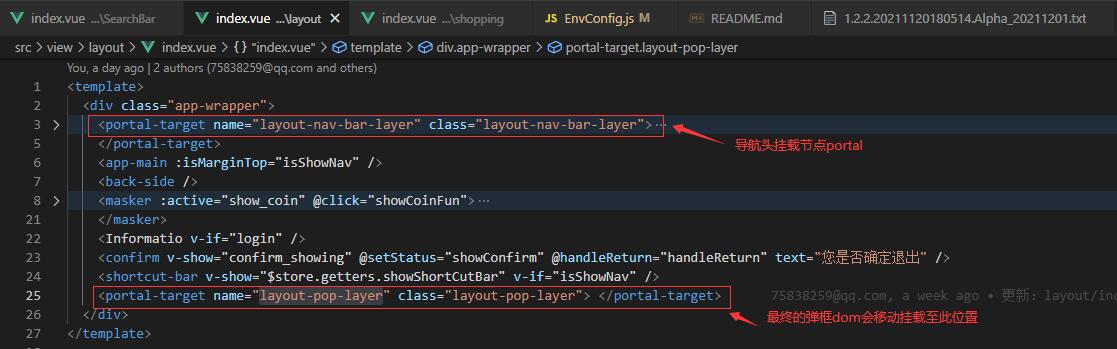 index.vue ...\SearchBar index.vue ...\layout × index.vue ...\shopping JS EnvConfig.js M README.md 1.2.2.20211120180514.Alpha_20211201.txt
src > view > layout > index.vue > {} "index.vue" > template > div.app-wrapper > portal-target.layout-pop-layer
You, a day ago | 2 authors (75838259@qq.com and others)
1 <template>
2 <div class="app-wrapper">
3 > <portal-target name="layout-nav-bar-layer" class="layout-nav-bar-layer">…
5 </portal-target>
导航头挂载节点portal
6 <app-main :isMarginTop="isShowNav" />
7 <back-side />
8 > <masker :active="show_coin" @click="showCoinFun">…
21 </masker>
22 <Informatio v-if="login" />
23 <confirm v-show="confirm_showing" @setStatus="showConfirm" @handleReturn="handleReturn" text="您是否确定退出" />
24 <shortcut-bar v-show="$store.getters.showShortCutBar" v-if="isShowNav" />
25 <portal-target name="layout-pop-layer" class="layout-pop-layer"> </portal-target> 75838259@qq.com, a week ago • 更新：layout/ind
26 </div>
最终的弹框dom会移动挂载至此位置
27 </template>
28